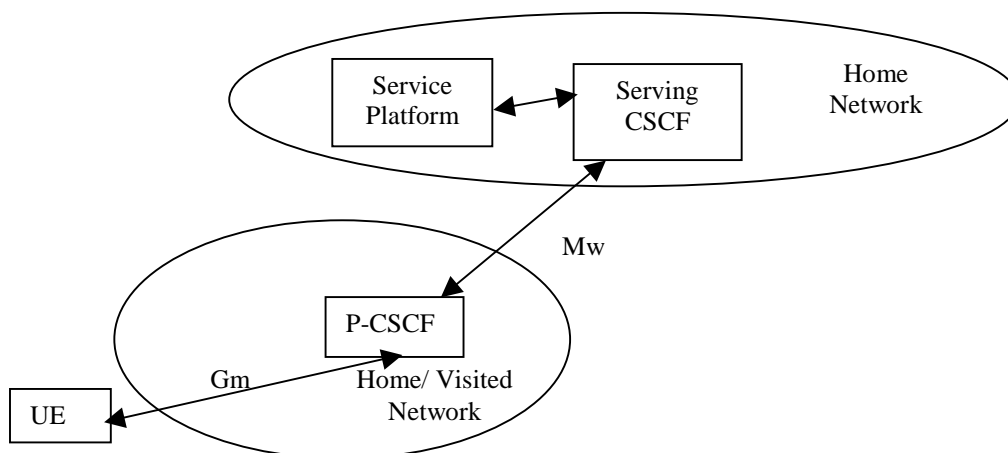 Service
Platform
Serving
CSCF
Home
Network
Mw
P-CSCF
Gm
Home/ Visited
Network
UE